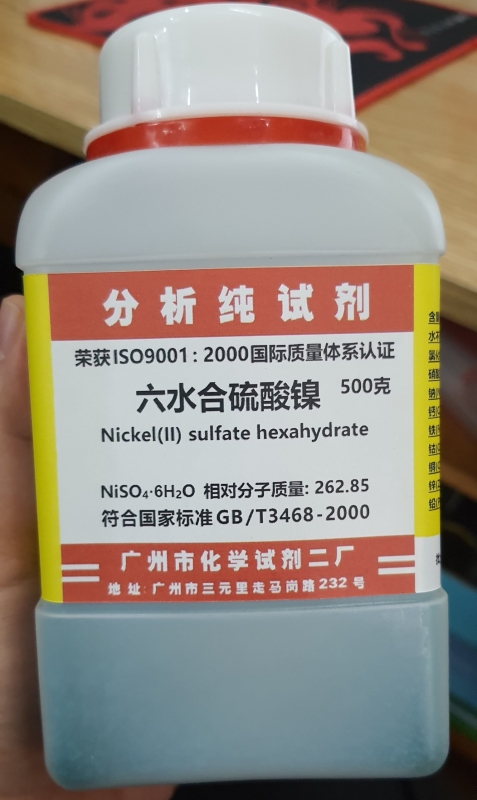 分析纯试剂
荣获ISO9001:2000国际质量体系认证
六水合硫酸镍 500克
Nickel(II) sulfate hexahydrate
NiSO₄·6H₂O 相对分子质量: 262.85
符合国家标准GB/T3468-2000
广州市化学试剂二厂
地址:广州市三元里走马岗路232号